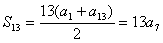 S₁₃ = 13(a₁ + a₁₃)/2 = 13a₇